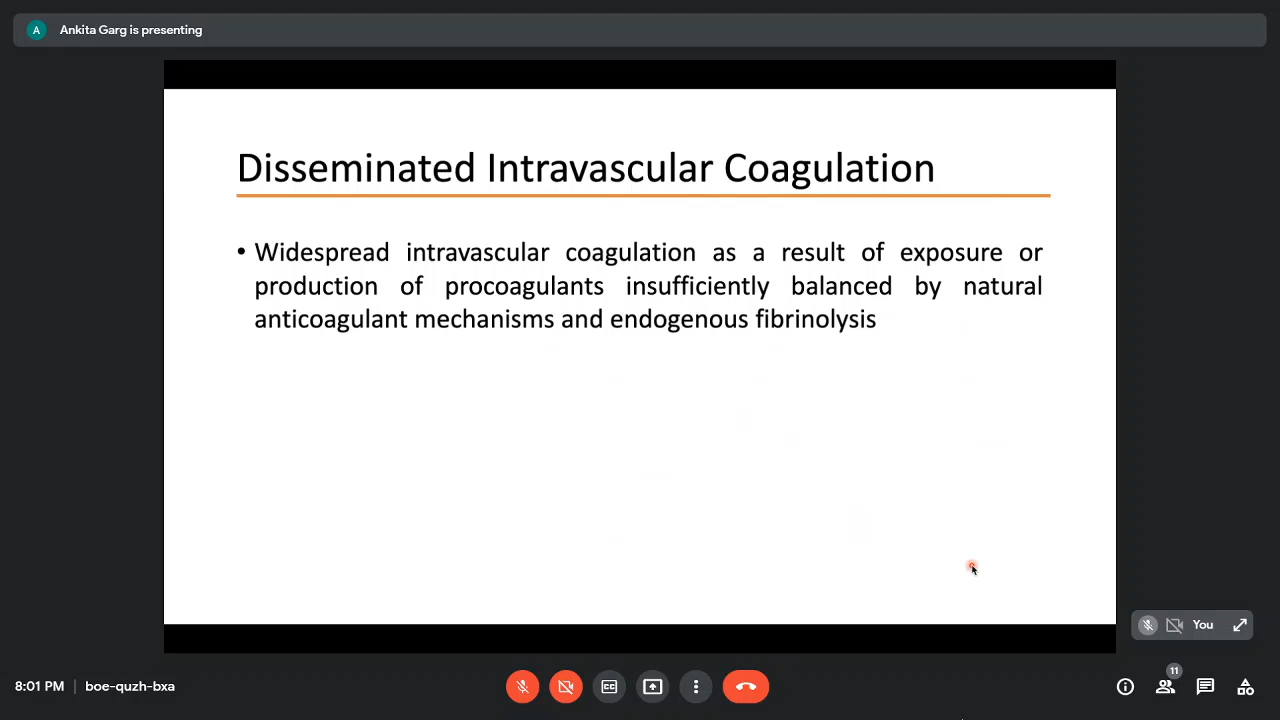 A
Ankita Garg is presenting
Disseminated Intravascular Coagulation
• Widespread intravascular coagulation as a result of exposure or
production of procoagulants insufficiently balanced by natural
anticoagulant mechanisms and endogenous fibrinolysis
You
8:01 PM | boe-quzh-bxa
CC
11